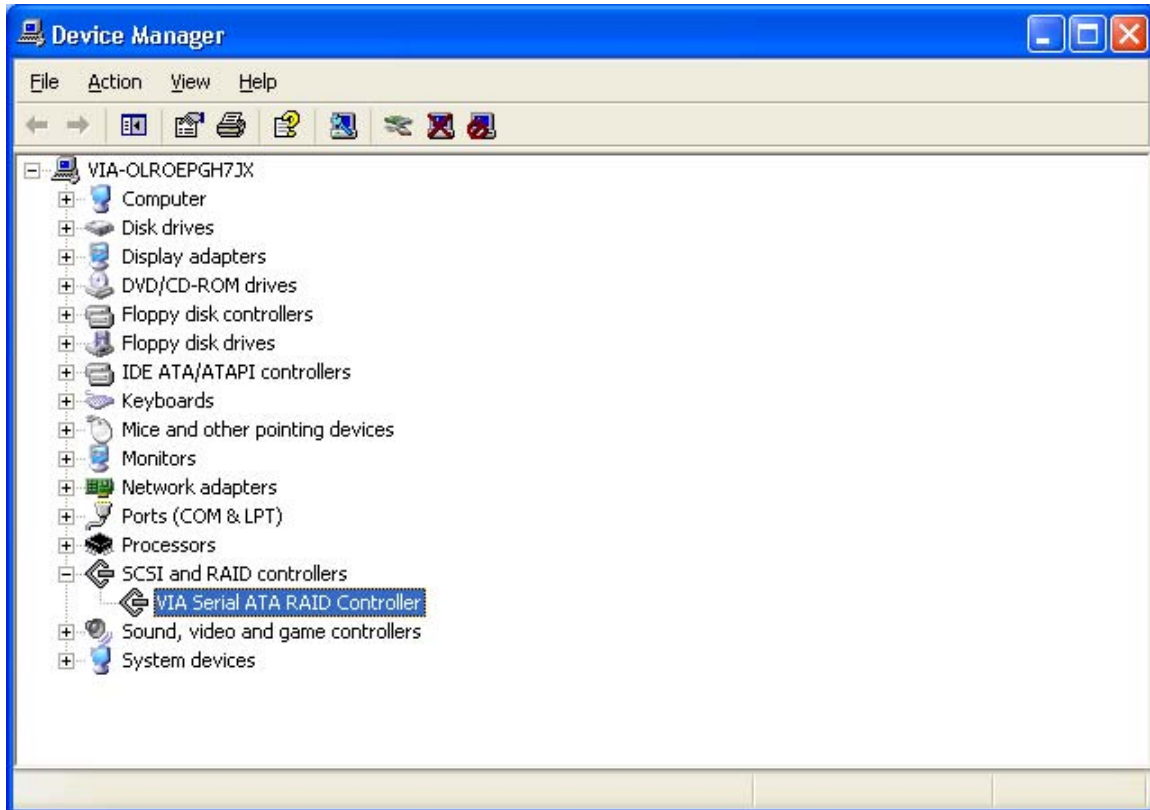 Device Manager
File Action View Help
VIA-OLROEPGH7JX
Computer
Disk drives
Display adapters
DVD/CD-ROM drives
Floppy disk controllers
Floppy disk drives
IDE ATA/ATAPI controllers
Keyboards
Mice and other pointing devices
Monitors
Network adapters
Ports (COM & LPT)
Processors
SCSI and RAID controllers
VIA Serial ATA RAID Controller
Sound, video and game controllers
System devices